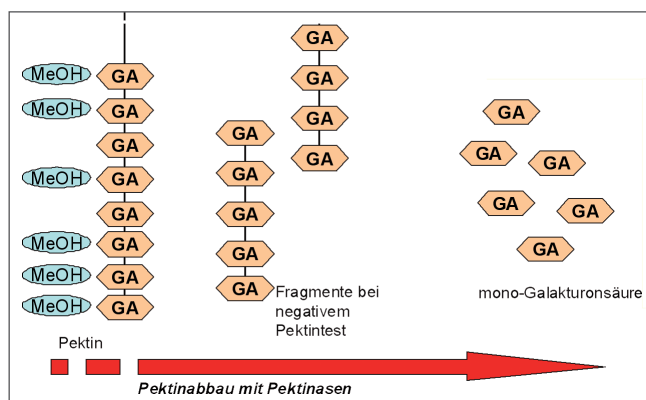 MeOH GA
MeOH GA
GA
MeOH GA
GA
MeOH GA
MeOH GA
MeOH GA
Pektin
GA
GA
GA
GA
GA
GA
GA
GA
GA
Fragmente bei
negativem
Pektintest
GA
GA
GA
GA
GA
GA
mono-Galakturonsäure
Pektinabbau mit Pektinasen